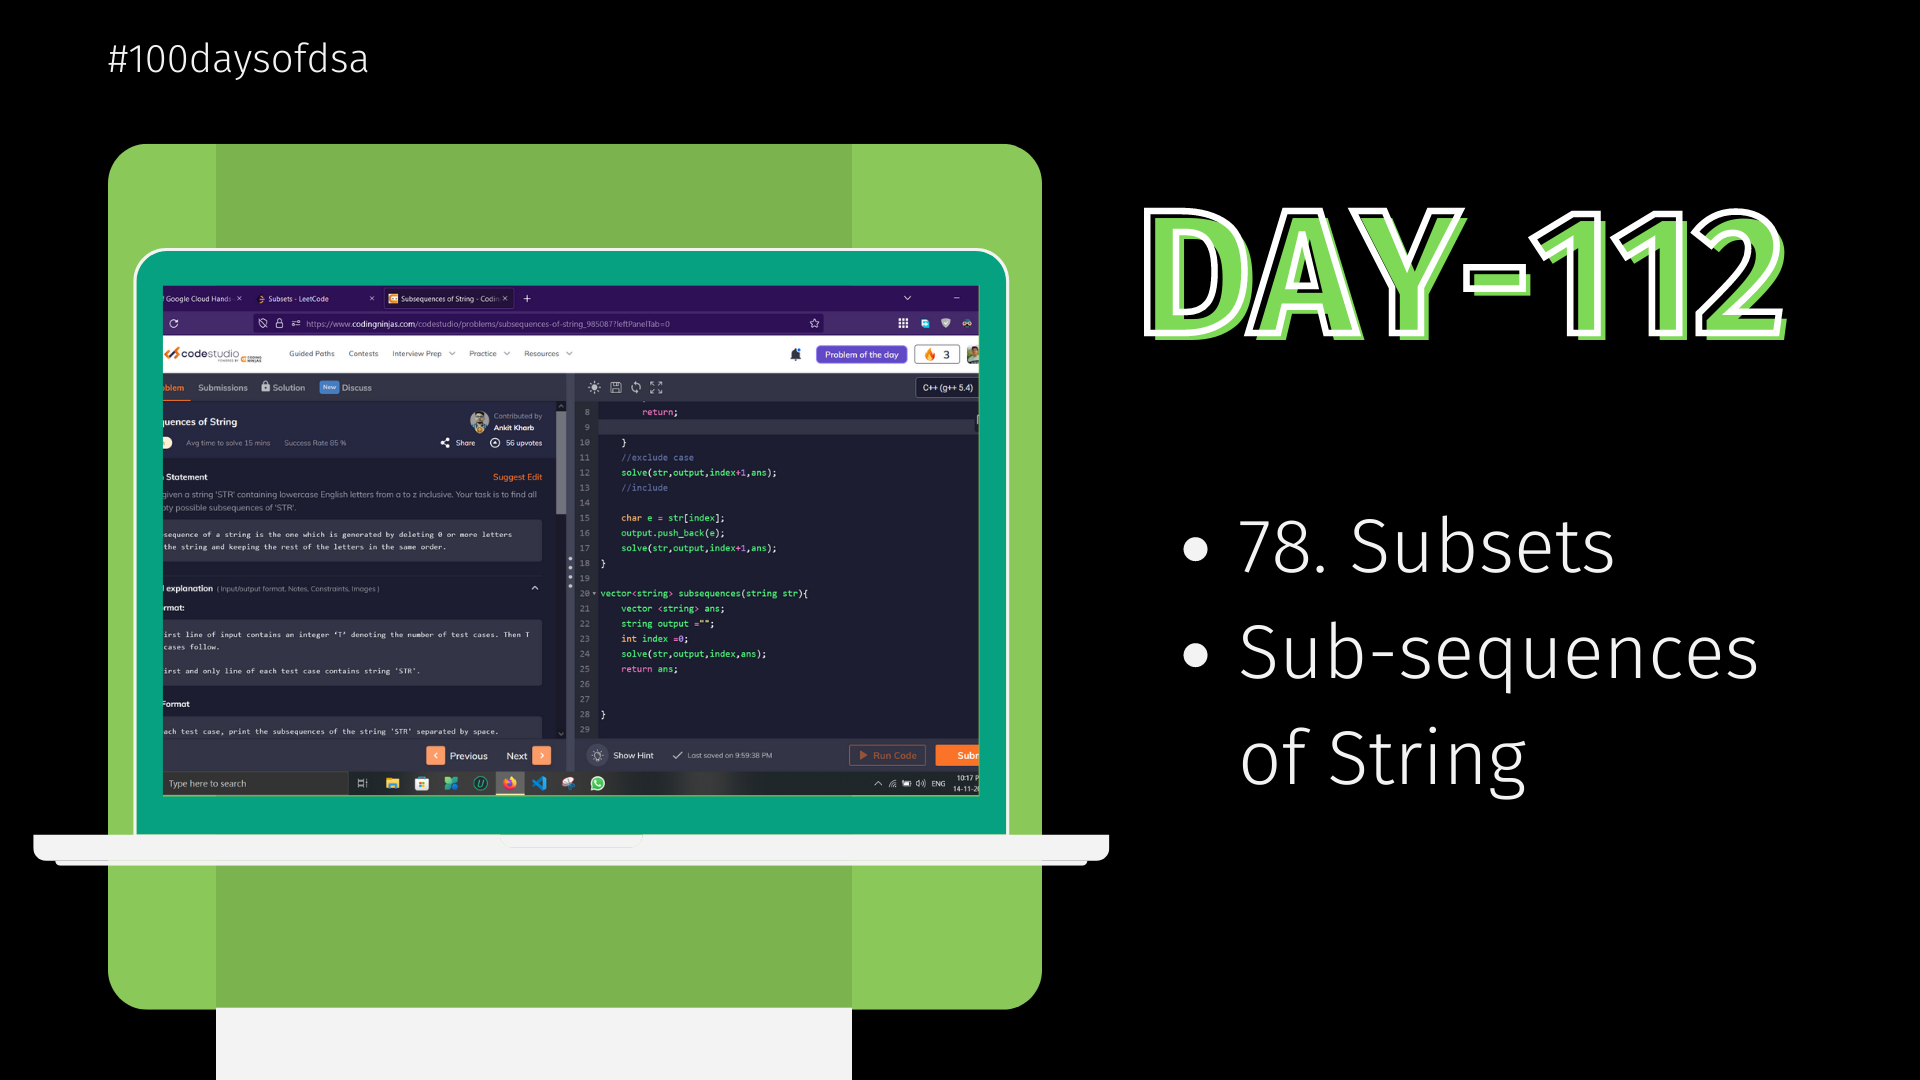 #100daysofdsa
DAY-112
78. Subsets
Sub-sequences
of String
Google Cloud Hands
Subsets - LeetCode
Subsequences of String - Codin
https://www.codingninjas.com/codestudio/problems/subsequences-of-string_985087?leftPanelTab=0
codestudio
POWERED BY CODING NINJAS
Guided Paths
Contests
Interview Prep
Practice
Resources
Problem of the day
3
oblem
Submissions
Solution
New
Discuss
C++ (g++ 5.4)
uences of String
Contributed by
Ankit Kharb
Avg time to solve 15 mins
Success Rate 85 %
Share
56 upvotes
Statement
Suggest Edit
given a string 'STR' containing lowercase English letters from a to z inclusive. Your task is to find all
pty possible subsequences of 'STR'.
sequence of a string is the one which is generated by deleting 0 or more letters
the string and keeping the rest of the letters in the same order.
explanation ( Input/output format, Notes, Constraints, Images )
rmat:
irst line of input contains an integer 'T' denoting the number of test cases. Then T
cases follow.
irst and only line of each test case contains string 'STR'.
Format
ach test case, print the subsequences of the string 'STR' separated by space.
Previous
Next
8 return;
9
10 }
11 //exclude case
12 solve(str,output,index+1,ans);
13 //include
14
15 char e = str[index];
16 output.push_back(e);
17 solve(str,output,index+1,ans);
18 }
19
20 vector<string> subsequences(string str){
21 vector <string> ans;
22 string output ="";
23 int index =0;
24 solve(str,output,index,ans);
25 return ans;
26
27
28 }
29
Show Hint
Last saved on 9:59:38 PM
Run Code
Subm
Type here to search
ENG
10:17 P
14-11-20